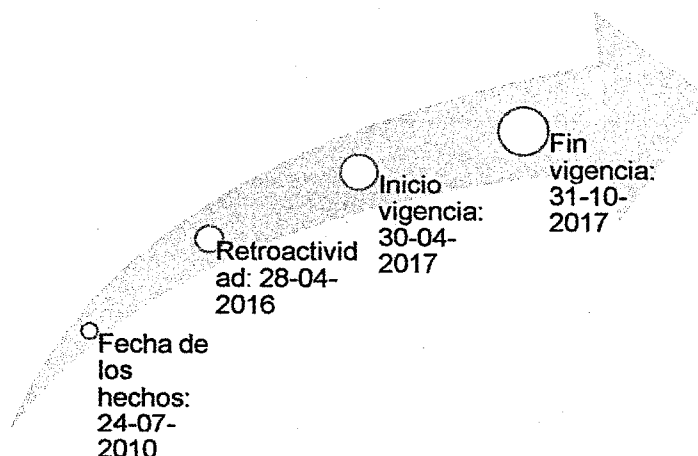 Fecha de
los
hechos:
24-07-
2010
Retroactivid
ad: 28-04-
2016
Inicio
vigencia:
30-04-
2017
Fin
vigencia:
31-10-
2017